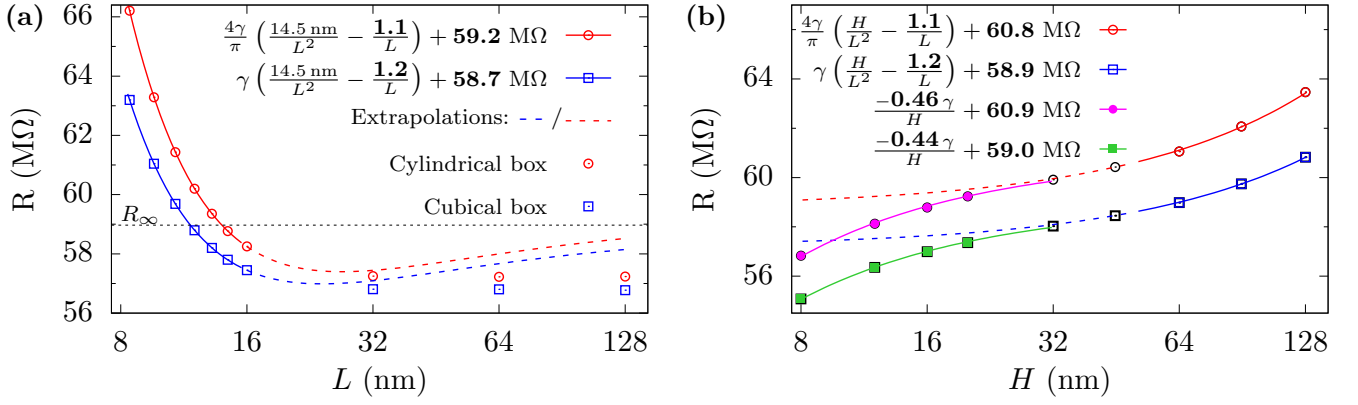 (a)
R (MΩ)
66
64
62
60
58
56
4γ/π (14.5 nm/L² − 1.1/L) + 59.2 MΩ
γ (14.5 nm/L² − 1.2/L) + 58.7 MΩ
Extrapolations: /
Cylindrical box
Cubical box
R∞
8 16 32 64 128
L (nm)
(b)
R (MΩ)
64
60
56
4γ/π (H/L² − 1.1/L) + 60.8 MΩ
γ (H/L² − 1.2/L) + 58.9 MΩ
−0.46 γ/H + 60.9 MΩ
−0.44 γ/H + 59.0 MΩ
8 16 32 64 128
H (nm)